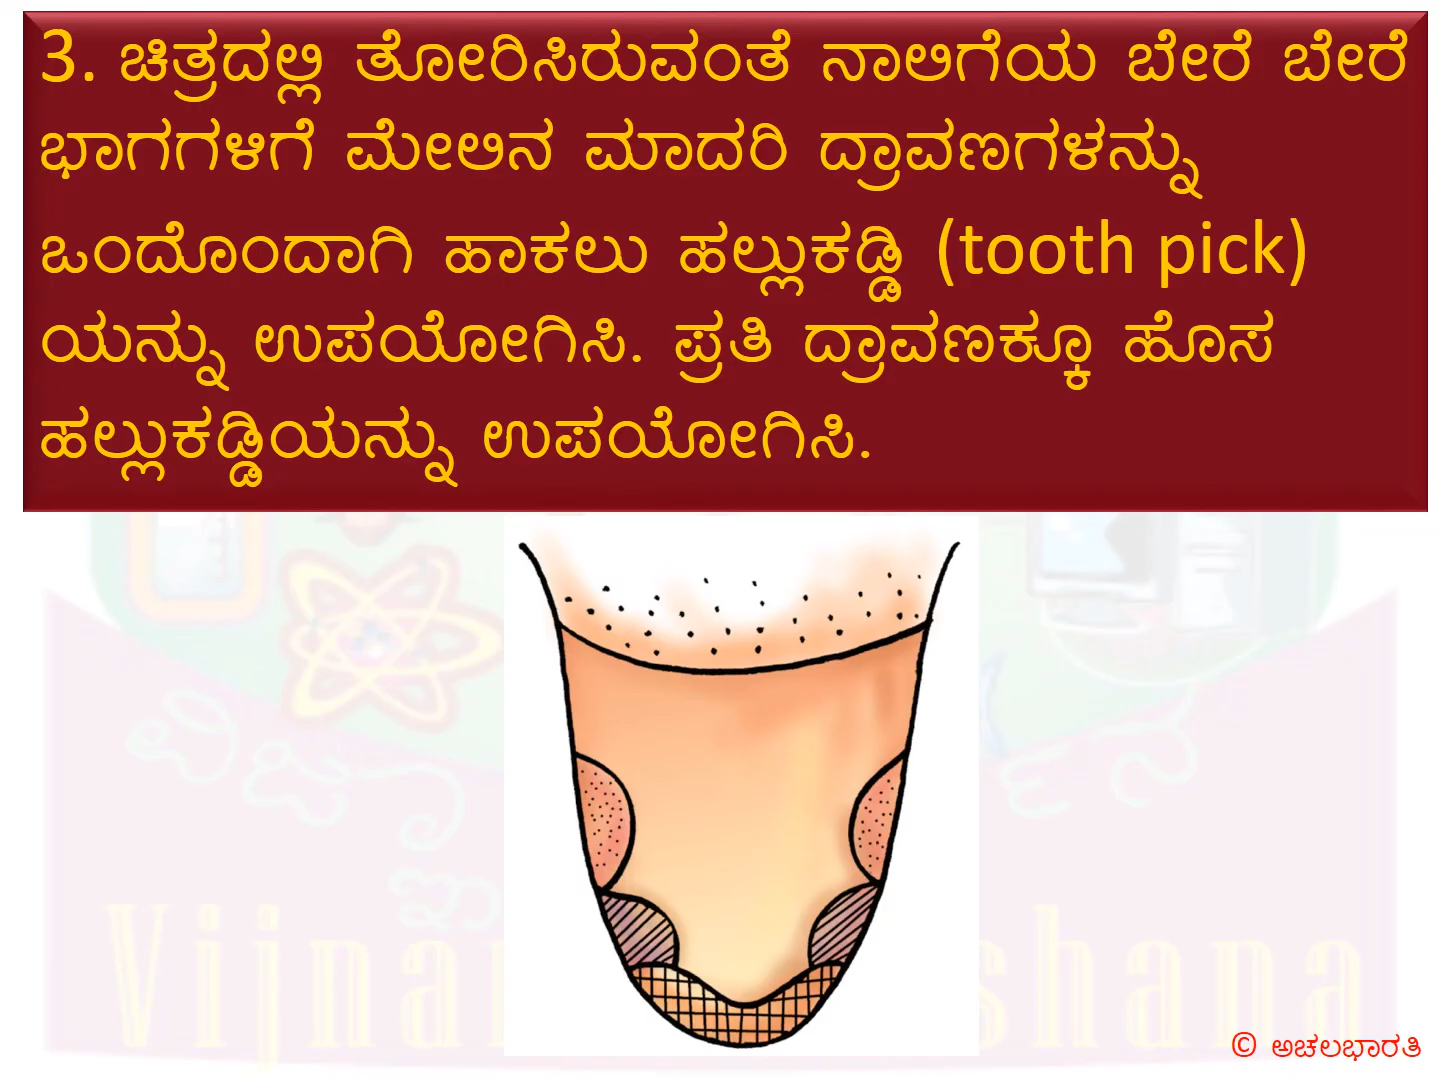 3. ಚಿತ್ರದಲ್ಲಿ ತೋರಿಸಿರುವಂತೆ ನಾಲಿಗೆಯ ಬೇರೆ ಬೇರೆ
ಭಾಗಗಳಿಗೆ ಮೇಲಿನ ಮಾದರಿ ದ್ರಾವಣಗಳನ್ನು
ಒಂದೊಂದಾಗಿ ಹಾಕಲು ಹಲ್ಲುಕಡ್ಡಿ (tooth pick)
ಯನ್ನು ಉಪಯೋಗಿಸಿ. ಪ್ರತಿ ದ್ರಾವಣಕ್ಕೂ ಹೊಸ
ಹಲ್ಲುಕಡ್ಡಿಯನ್ನು ಉಪಯೋಗಿಸಿ.
© ಅಚಲಭಾರತಿ